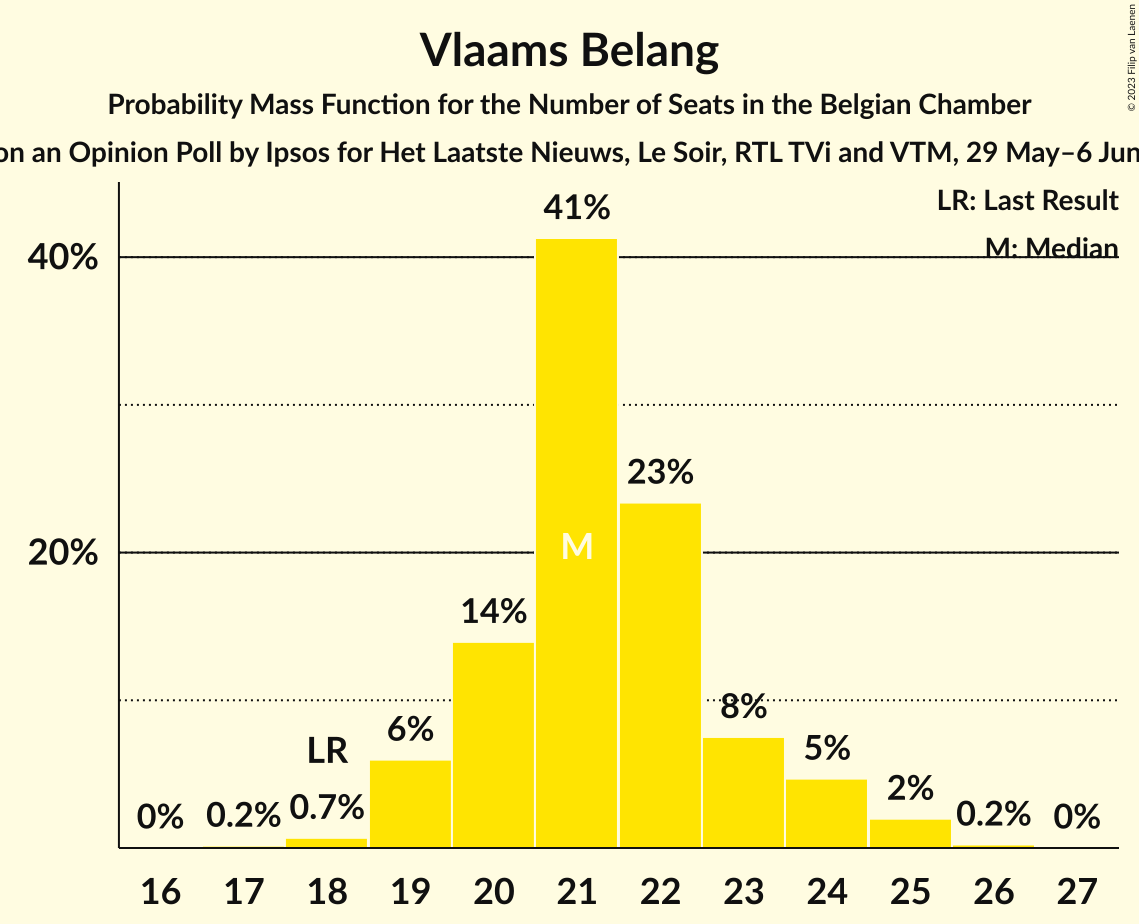 Vlaams Belang
Probability Mass Function for the Number of Seats in the Belgian Chamber
on an Opinion Poll by Ipsos for Het Laatste Nieuws, Le Soir, RTL TVi and VTM, 29 May–6 Jun
© 2023 Filip van Laenen
LR: Last Result
M: Median
40%
20%
0%
0.2%
LR
0.7%
6%
14%
41%
M
23%
8%
5%
2%
0.2%
0%
16 17 18 19 20 21 22 23 24 25 26 27